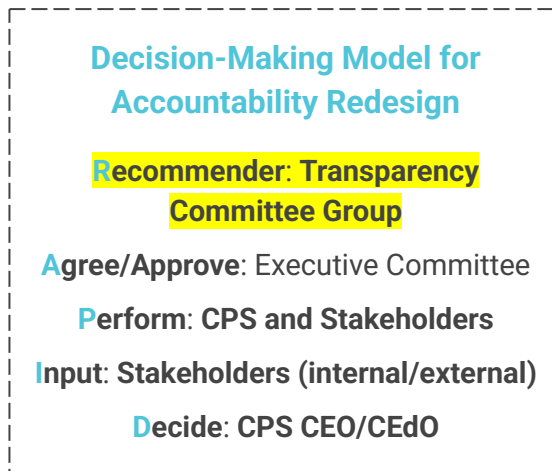 Decision-Making Model for
Accountability Redesign
Recommender: Transparency
Committee Group
Agree/Approve: Executive Committee
Perform: CPS and Stakeholders
Input: Stakeholders (internal/external)
Decide: CPS CEO/CEdO